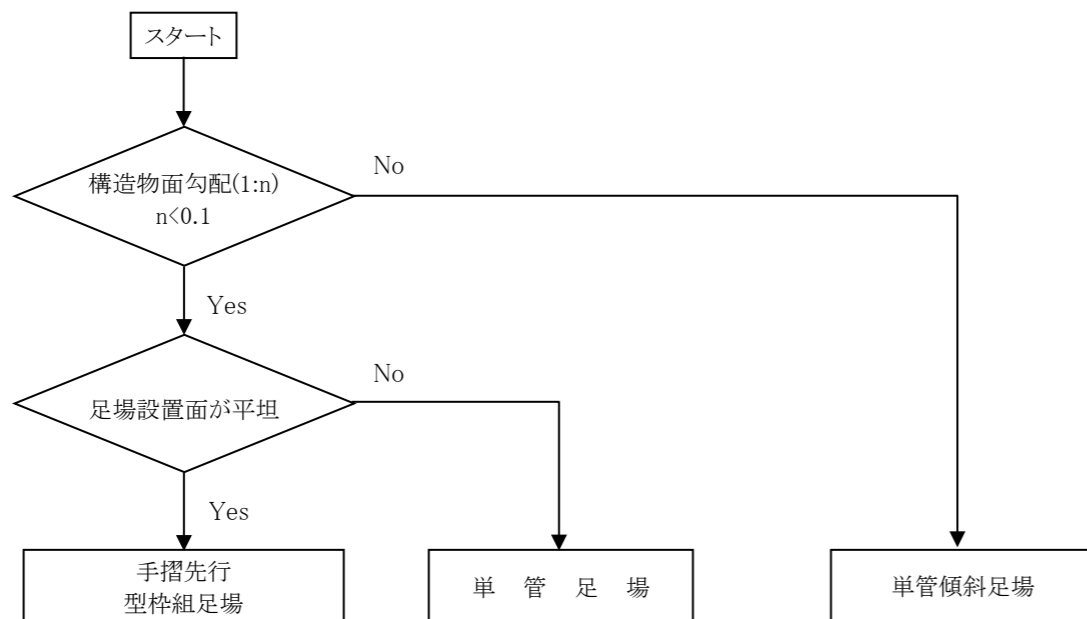 スタート
構造物面勾配(1:n)
n<0.1
No
Yes
足場設置面が平坦
No
Yes
手摺先行
型枠組足場
単 管 足 場
単管傾斜足場